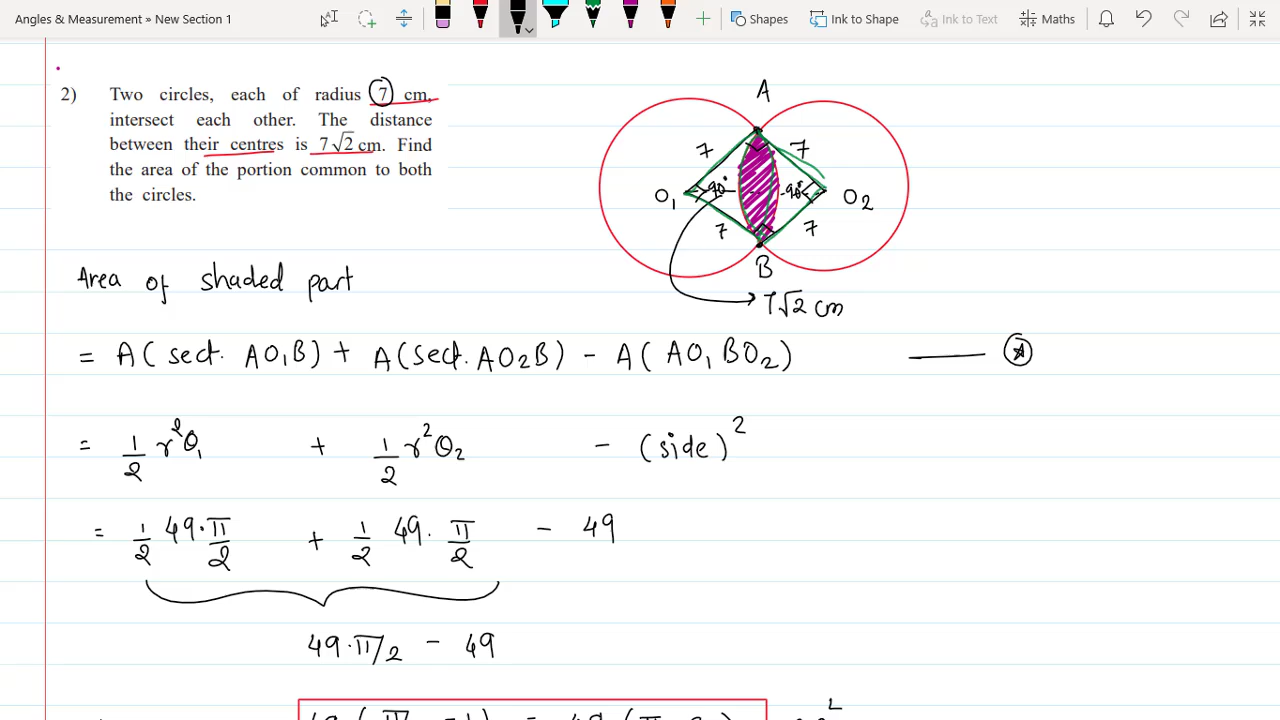 Angles & Measurement » New Section 1
Shapes Ink to Shape Ink to Text Maths
2) Two circles, each of radius 7 cm,
intersect each other. The distance
between their centres is 7√2 cm. Find
the area of the portion common to both
the circles.
A
7 7
O₁ 90° 90° O₂
7 7
B
7√2 cm
Area of shaded part
= A( sect. AO₁B) + A(sect. AO₂B) - A( AO₁BO₂)
= 1/2 r²θ₁ + 1/2 r²θ₂ - (side)²
= 1/2 49·π/2 + 1/2 49·π/2 - 49
49·π/2 - 49